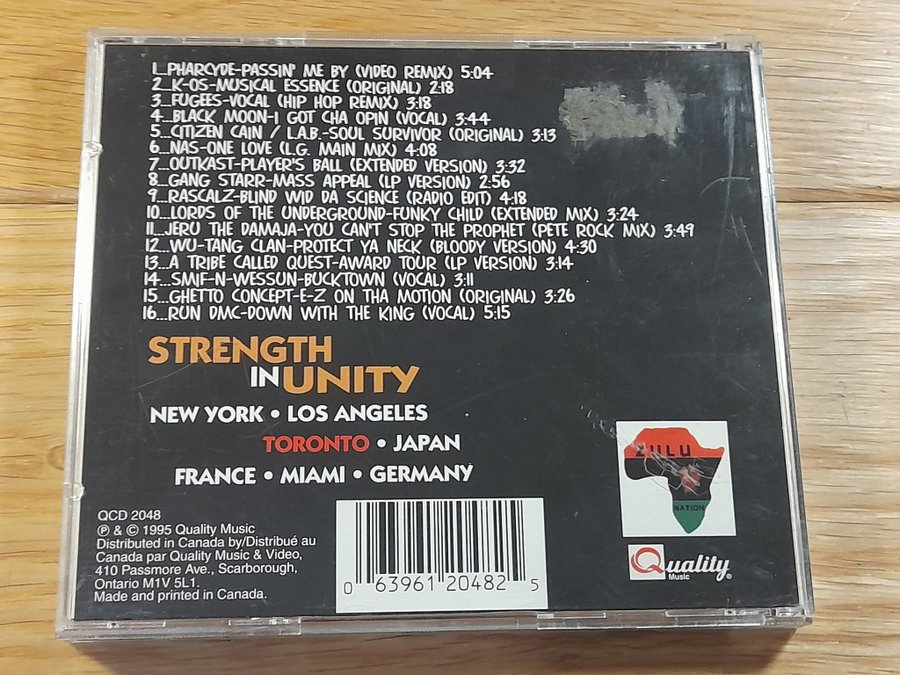 1...PHARCYDE-PASSIN' ME BY (VIDEO REMIX) 5:04
2...K-OS-MUSICAL ESSENCE (ORIGINAL) 2:18
3...FUGEES-VOCAL (HIP HOP REMIX) 3:18
4...BLACK MOON-I GOT CHA OPIN (VOCAL) 3:44
5...CITIZEN CAIN / L.A.B.-SOUL SURVIVOR (ORIGINAL) 3:13
6...NAS-ONE LOVE (L.G. MAIN MIX) 4:08
7...OUTKAST-PLAYER'S BALL (EXTENDED VERSION) 3:32
8...GANG STARR-MASS APPEAL (LP VERSION) 2:56
9...RASCALZ-BLIND WID DA SCIENCE (RADIO EDIT) 4:18
10...LORDS OF THE UNDERGROUND-FUNKY CHILD (EXTENDED MIX) 3:24
11...JERU THE DAMAJA-YOU CAN'T STOP THE PROPHET (PETE ROCK MIX) 3:49
12...WU-TANG CLAN-PROTECT YA NECK (BLOODY VERSION) 4:30
13...A TRIBE CALLED QUEST-AWARD TOUR (LP VERSION) 3:14
14...SMIF-N-WESSUN-BUCKTOWN (VOCAL) 3:11
15...GHETTO CONCEPT-E-Z ON THA MOTION (ORIGINAL) 3:26
16...RUN DMC-DOWN WITH THE KING (VOCAL) 5:15
STRENGTH
IN UNITY
NEW YORK • LOS ANGELES
TORONTO • JAPAN
FRANCE • MIAMI • GERMANY
ZULU
NATION
QCD 2048
℗ & © 1995 Quality Music
Distributed in Canada by/Distribué au
Canada par Quality Music & Video,
410 Passmore Ave., Scarborough,
Ontario M1V 5L1.
Made and printed in Canada.
0 63961 20482 5
Quality®
Music